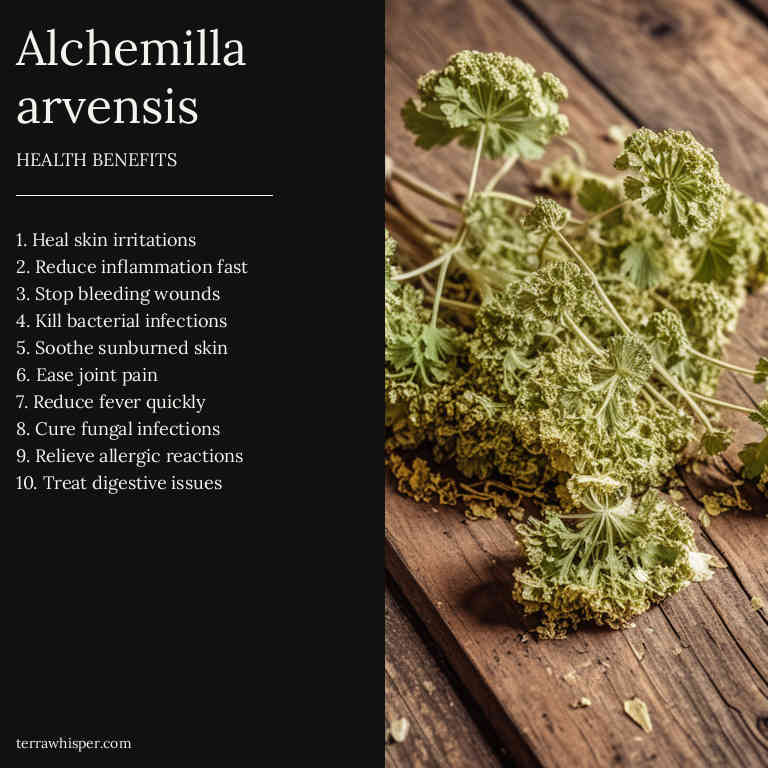 Alchemilla
arvensis
HEALTH BENEFITS
1. Heal skin irritations
2. Reduce inflammation fast
3. Stop bleeding wounds
4. Kill bacterial infections
5. Soothe sunburned skin
6. Ease joint pain
7. Reduce fever quickly
8. Cure fungal infections
9. Relieve allergic reactions
10. Treat digestive issues
terrawhisper.com